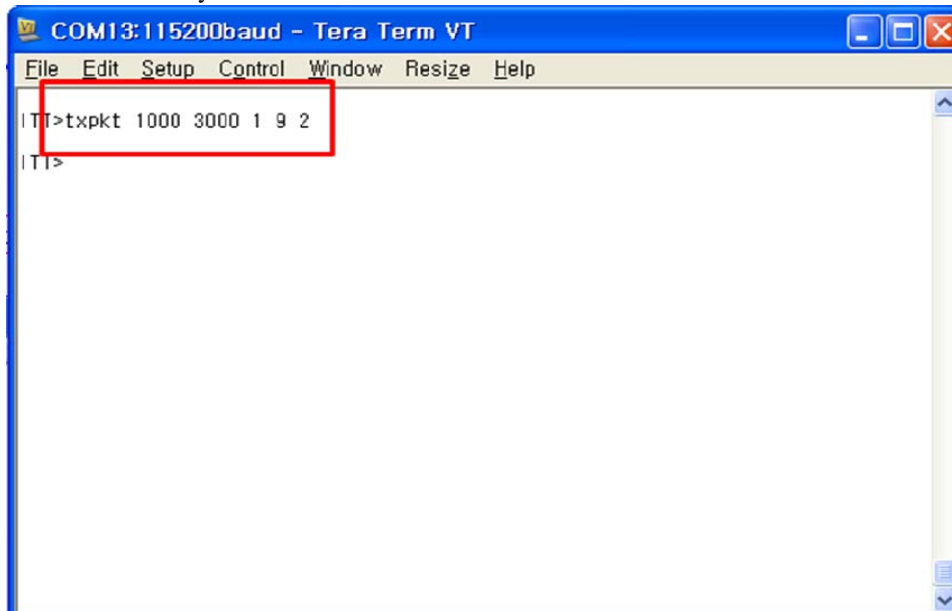 COM13:115200baud - Tera Term VT
File Edit Setup Control Window Resize Help
ITT>txpkt 1000 3000 1 9 2
ITT>